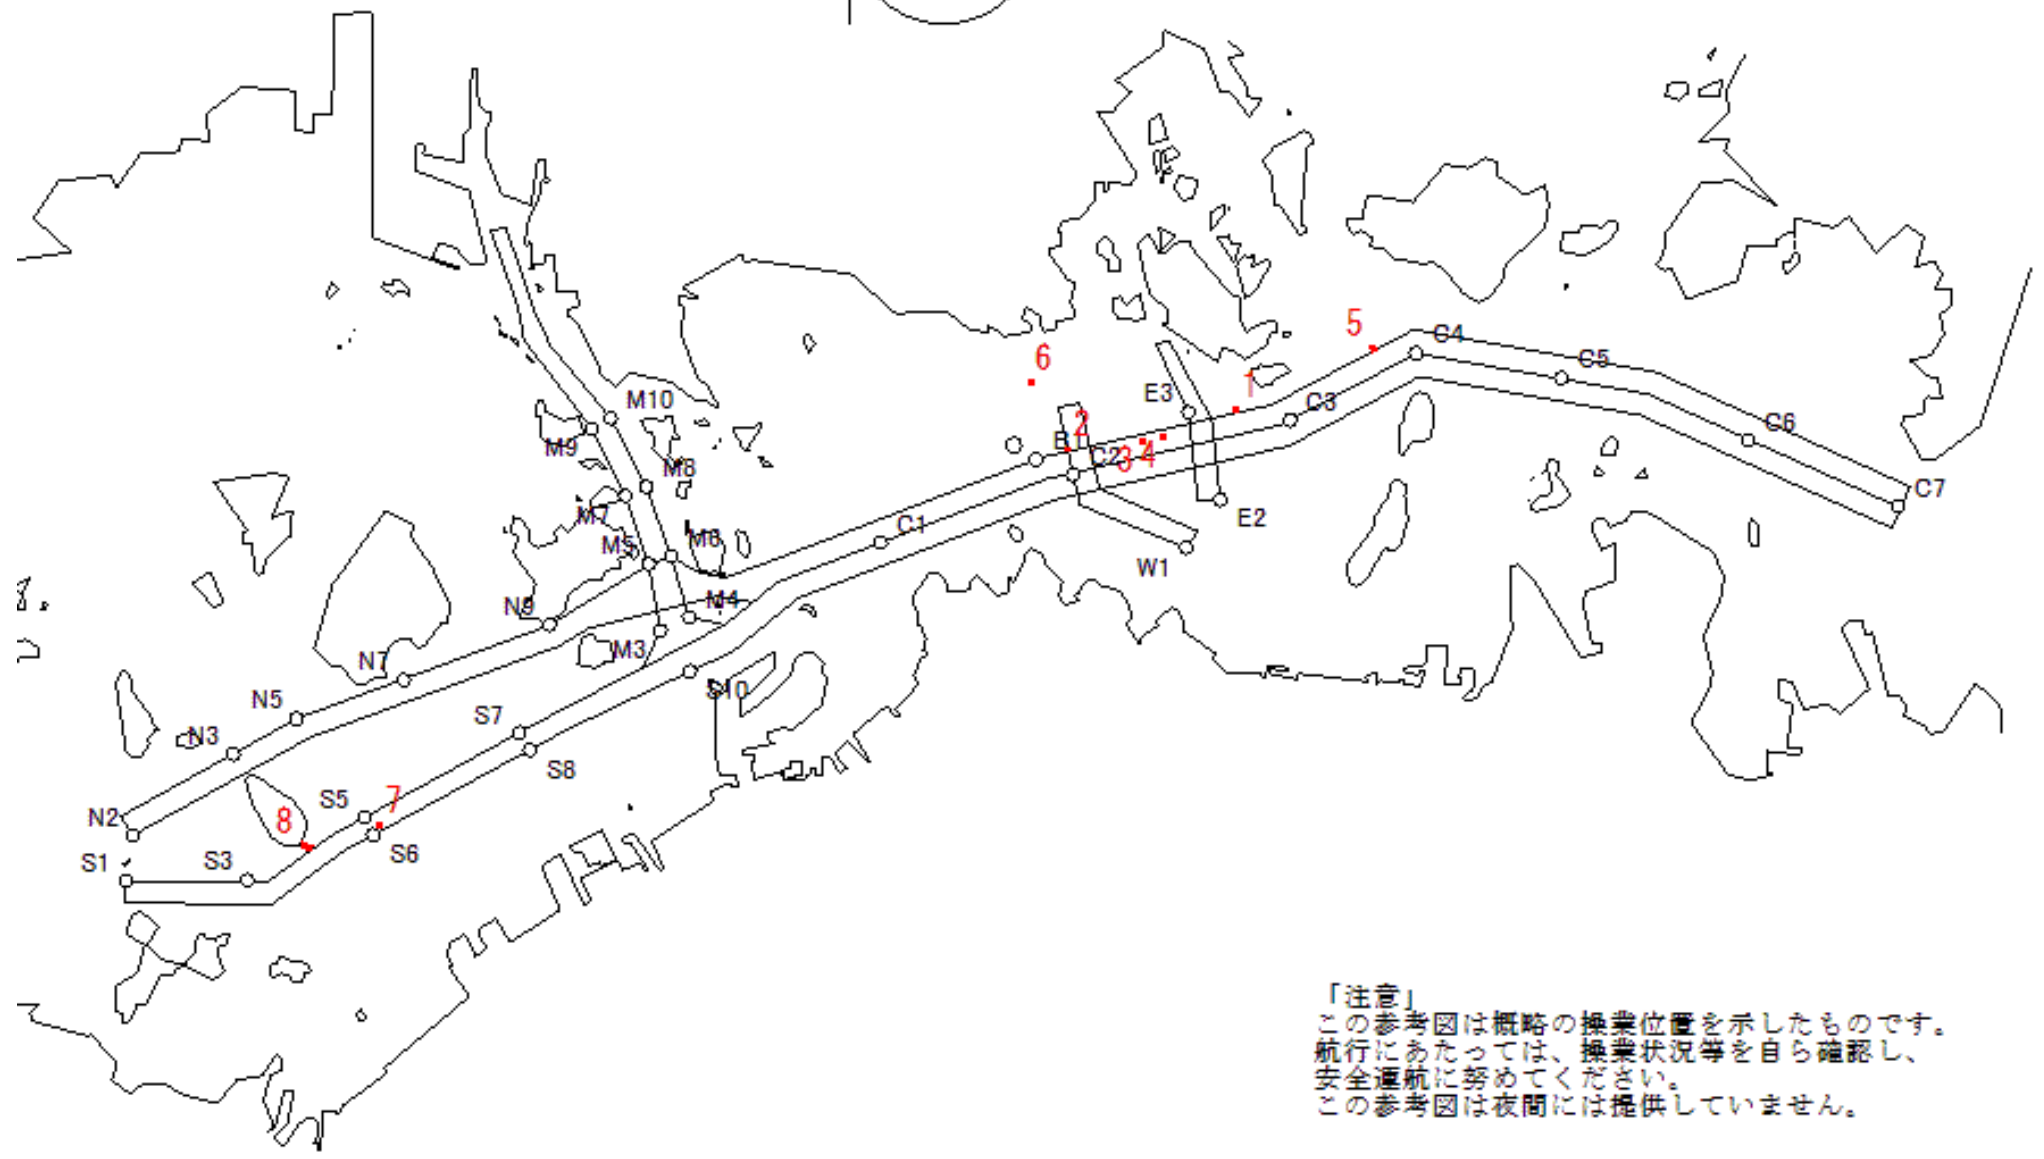 C4
5
C5
6
M10
1
E3
C3
2
C6
M9
B1
C2
3
4
M8
C7
M7
C1
E2
M5
M6
W1
N9
M4
N7
M3
S10
N5
S7
N3
S8
S5
7
N2
8
S6
S1
S3
「注意」
この参考図は概略の操業位置を示したものです。
航行にあたっては、操業状況等を自ら確認し、
安全運航に努めてください。
この参考図は夜間には提供していません。